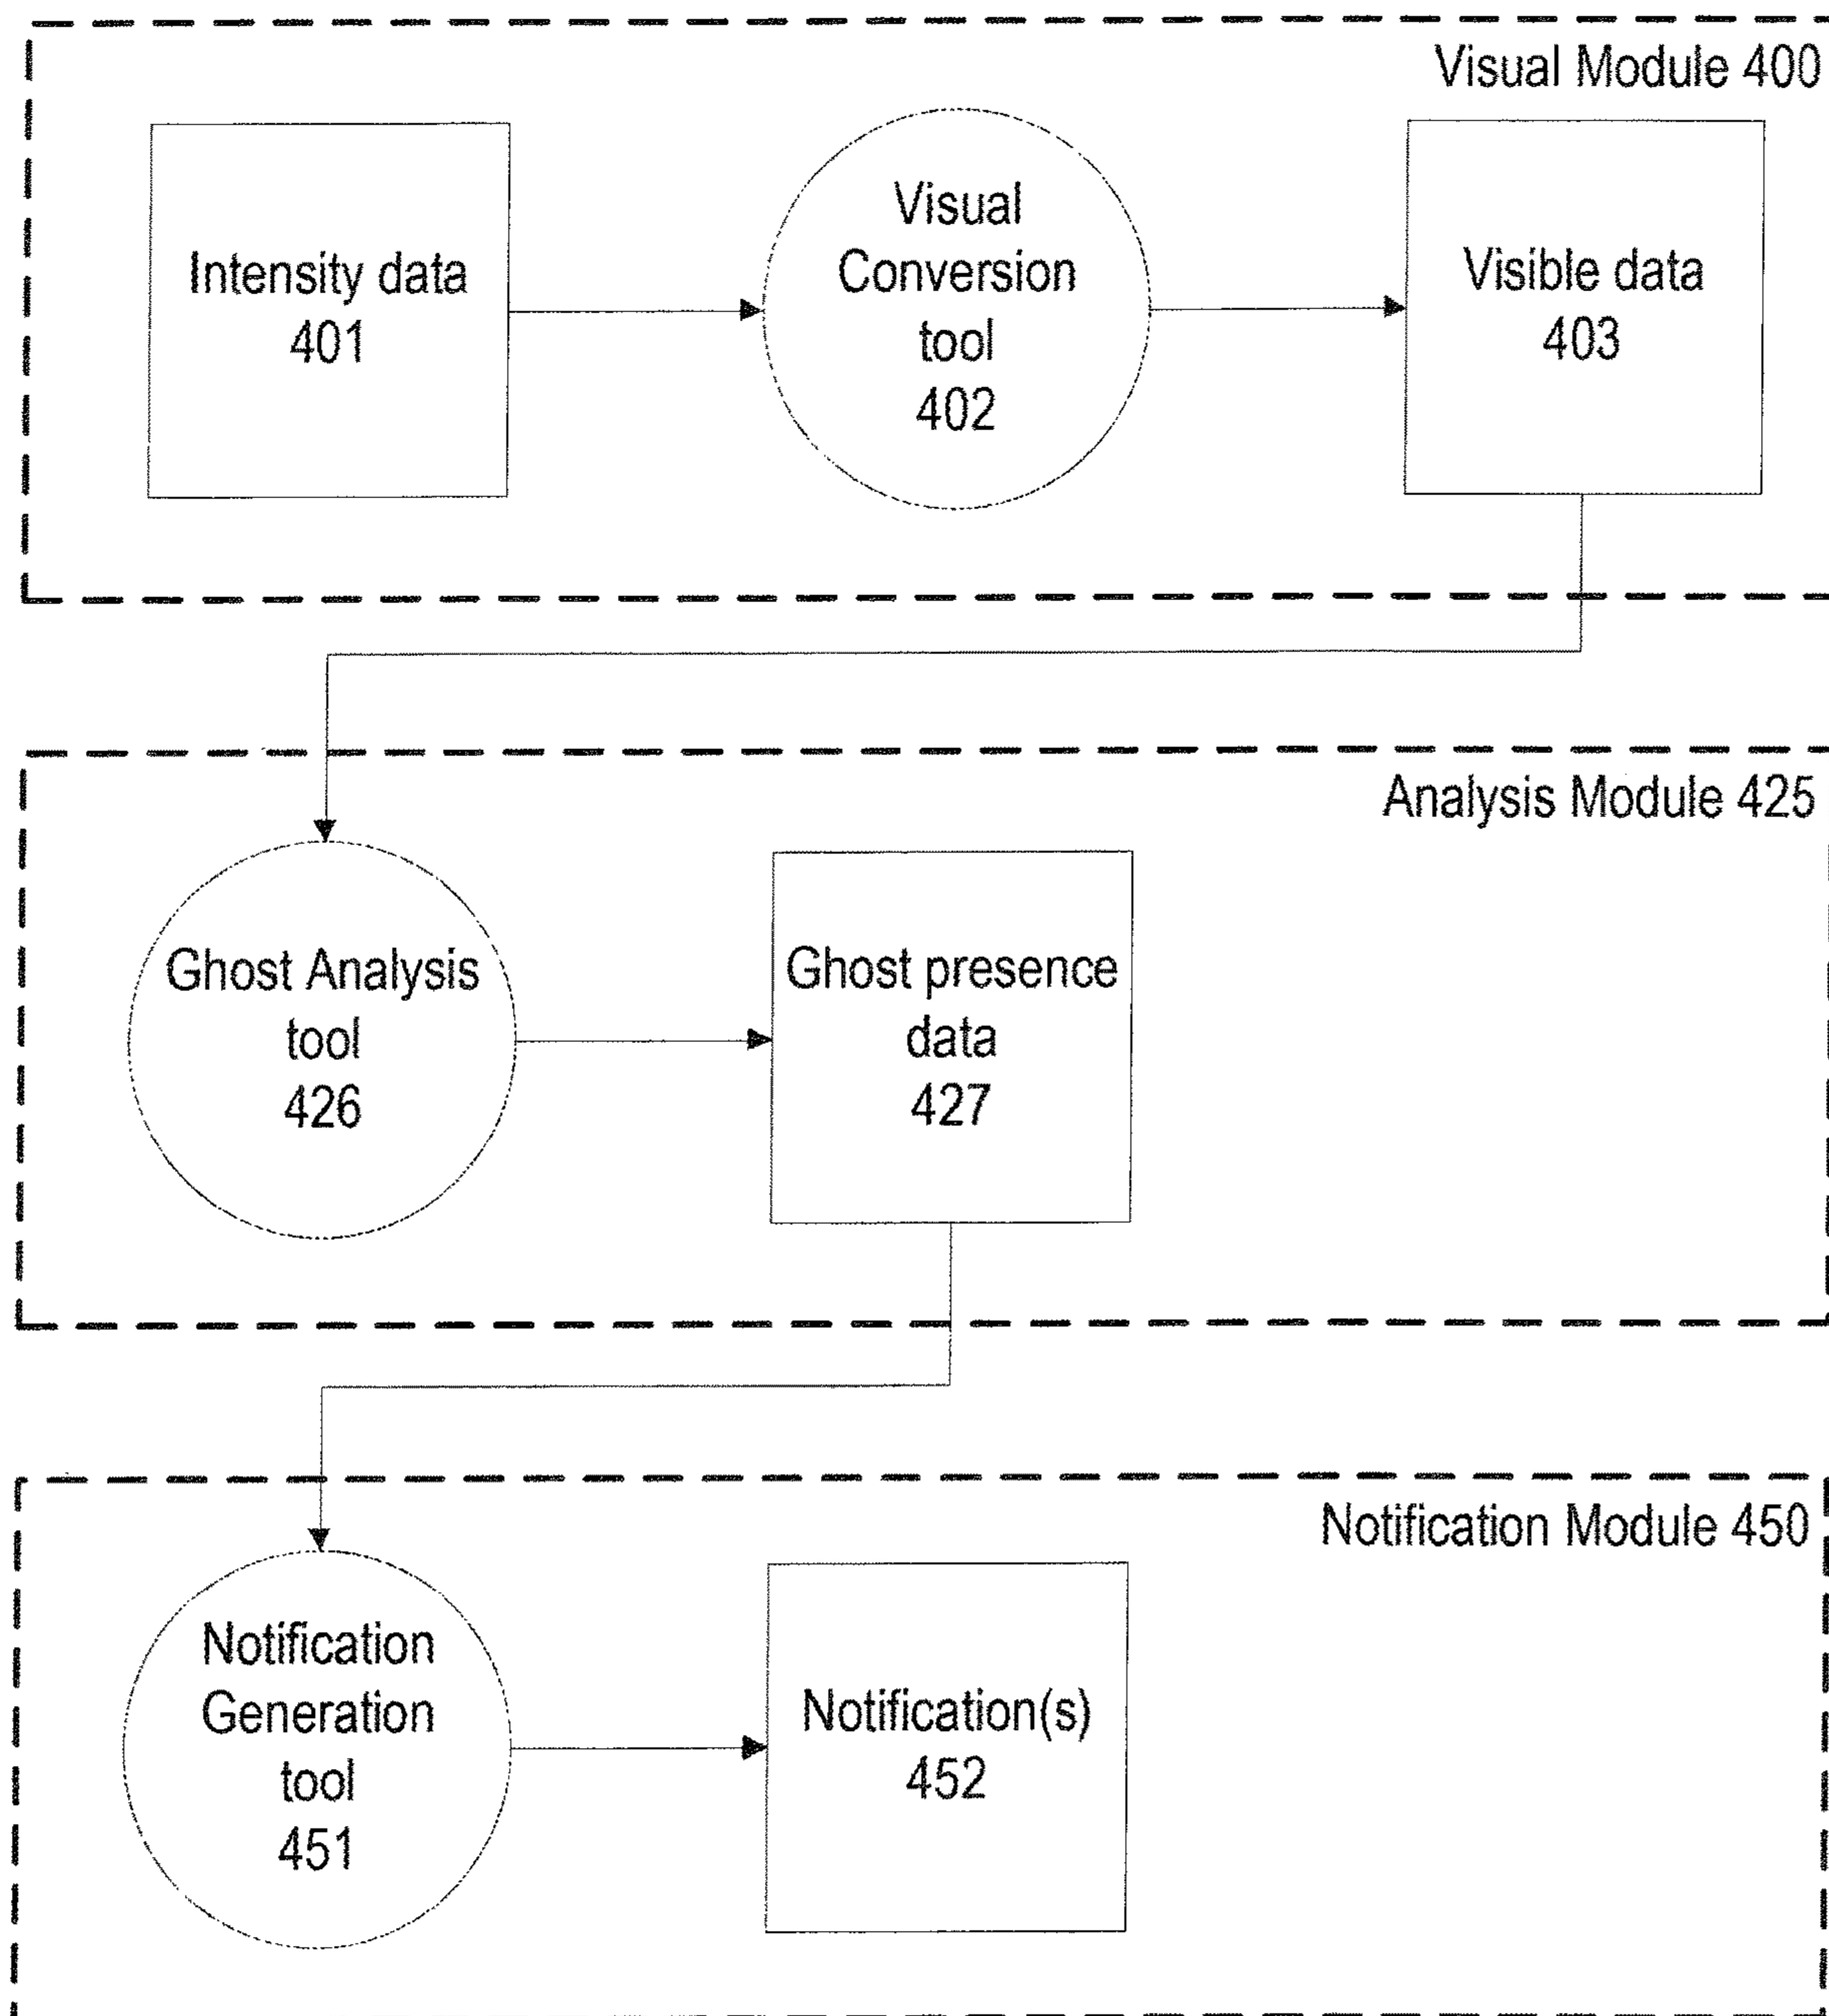 Visual Module 400
Intensity data
401
Visual
Conversion
tool
402
Visible data
403
Analysis Module 425
Ghost Analysis
tool
426
Ghost presence
data
427
Notification Module 450
Notification
Generation
tool
451
Notification(s)
452